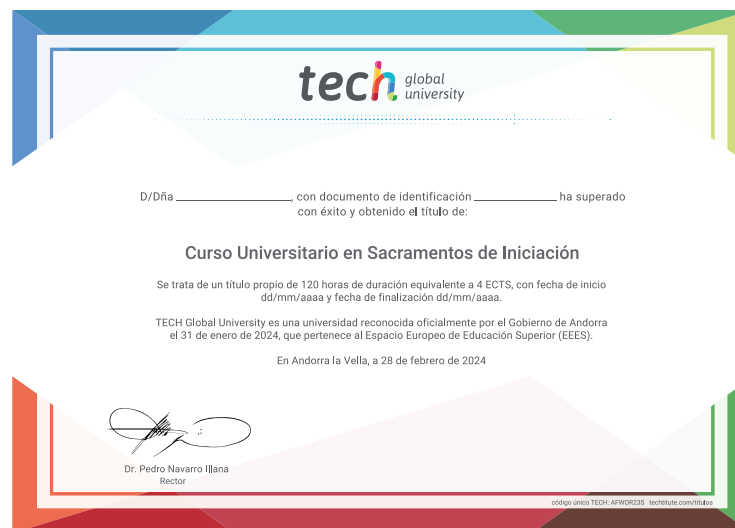 tech global university
D/Dña ____________, con documento de identificación ____________ ha superado
con éxito y obtenido el título de:
Curso Universitario en Sacramentos de Iniciación
Se trata de un título propio de 120 horas de duración equivalente a 4 ECTS, con fecha de inicio
dd/mm/aaaa y fecha de finalización dd/mm/aaaa.
TECH Global University es una universidad reconocida oficialmente por el Gobierno de Andorra
el 31 de enero de 2024, que pertenece al Espacio Europeo de Educación Superior (EEES).
En Andorra la Vella, a 28 de febrero de 2024
Dr. Pedro Navarro Illana
Rector
código único TECH: AFWOR23S techtitute.com/titulos